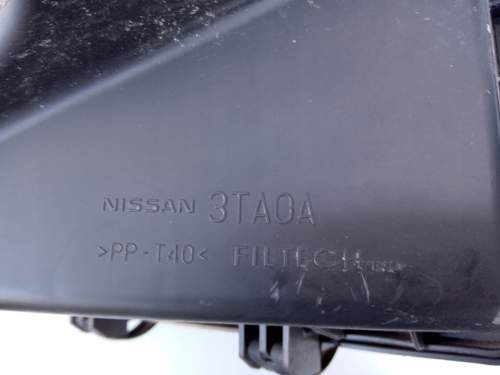 NISSAN 3TA0A
>PP-T40< FILTECH